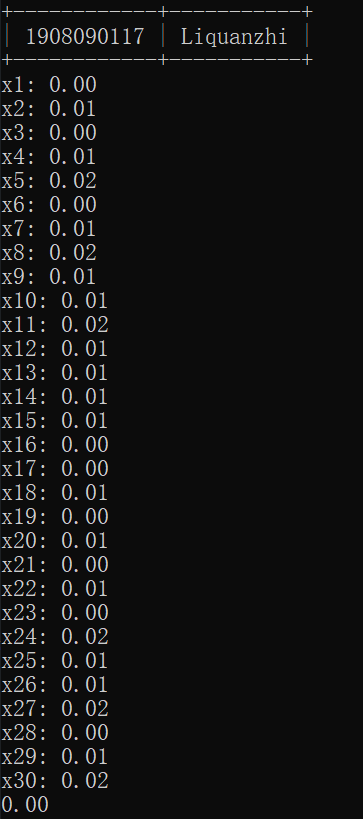 +------------+-----------+
| 1908090117 | Liquanzhi |
+------------+-----------+
x1: 0.00
x2: 0.01
x3: 0.00
x4: 0.01
x5: 0.02
x6: 0.00
x7: 0.01
x8: 0.02
x9: 0.01
x10: 0.01
x11: 0.02
x12: 0.01
x13: 0.01
x14: 0.01
x15: 0.01
x16: 0.00
x17: 0.00
x18: 0.01
x19: 0.00
x20: 0.01
x21: 0.00
x22: 0.01
x23: 0.00
x24: 0.02
x25: 0.01
x26: 0.01
x27: 0.02
x28: 0.00
x29: 0.01
x30: 0.02
0.00